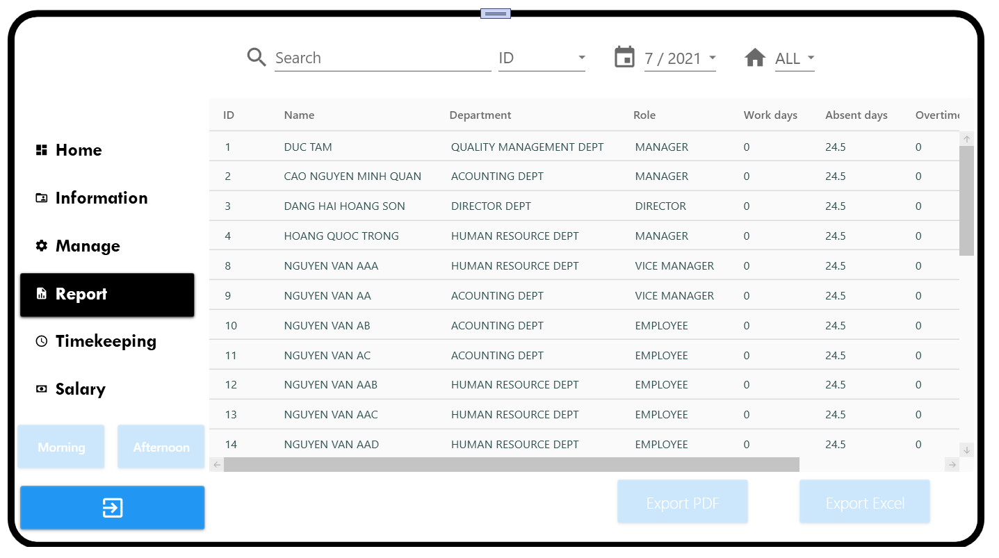 Search ID 7 / 2021 ALL
ID Name Department Role Work days Absent days Overtime
1 DUC TAM QUALITY MANAGEMENT DEPT MANAGER 0 24.5 0
2 CAO NGUYEN MINH QUAN ACOUNTING DEPT MANAGER 0 24.5 0
3 DANG HAI HOANG SON DIRECTOR DEPT DIRECTOR 0 24.5 0
4 HOANG QUOC TRONG HUMAN RESOURCE DEPT MANAGER 0 24.5 0
8 NGUYEN VAN AAA HUMAN RESOURCE DEPT VICE MANAGER 0 24.5 0
9 NGUYEN VAN AA ACOUNTING DEPT VICE MANAGER 0 24.5 0
10 NGUYEN VAN AB ACOUNTING DEPT EMPLOYEE 0 24.5 0
11 NGUYEN VAN AC ACOUNTING DEPT EMPLOYEE 0 24.5 0
12 NGUYEN VAN AAB HUMAN RESOURCE DEPT EMPLOYEE 0 24.5 0
13 NGUYEN VAN AAC HUMAN RESOURCE DEPT EMPLOYEE 0 24.5 0
14 NGUYEN VAN AAD HUMAN RESOURCE DEPT EMPLOYEE 0 24.5 0
Home
Information
Manage
Report
Timekeeping
Salary
Morning Afternoon
Export PDF Export Excel